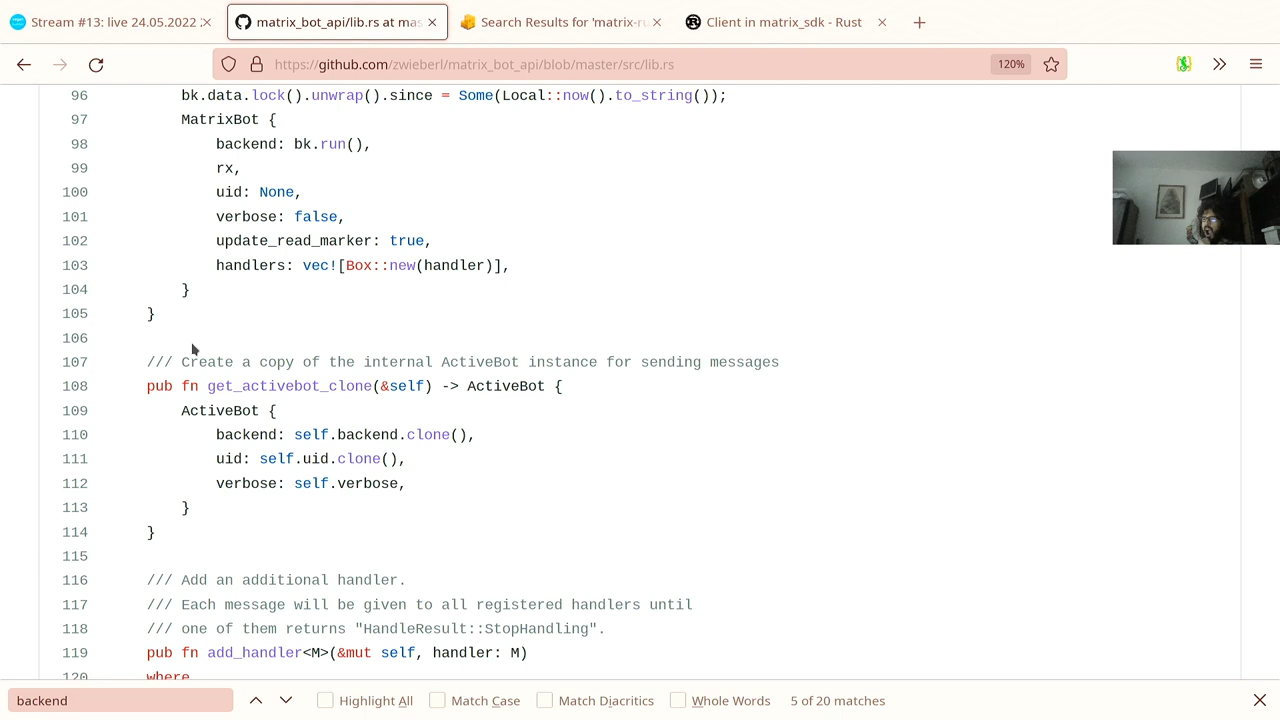 Stream #13: live 24.05.2022 :
matrix_bot_api/lib.rs at mas
Search Results for 'matrix-ru
Client in matrix_sdk - Rust
https://github.com/zwieberl/matrix_bot_api/blob/master/src/lib.rs
120%
96 bk.data.lock().unwrap().since = Some(Local::now().to_string());
97 MatrixBot {
98 backend: bk.run(),
99 rx,
100 uid: None,
101 verbose: false,
102 update_read_marker: true,
103 handlers: vec![Box::new(handler)],
104 }
105 }
106
107 /// Create a copy of the internal ActiveBot instance for sending messages
108 pub fn get_activebot_clone(&self) -> ActiveBot {
109 ActiveBot {
110 backend: self.backend.clone(),
111 uid: self.uid.clone(),
112 verbose: self.verbose,
113 }
114 }
115
116 /// Add an additional handler.
117 /// Each message will be given to all registered handlers until
118 /// one of them returns "HandleResult::StopHandling".
119 pub fn add_handler<M>(&mut self, handler: M)
120 where
backend
Highlight All
Match Case
Match Diacritics
Whole Words
5 of 20 matches